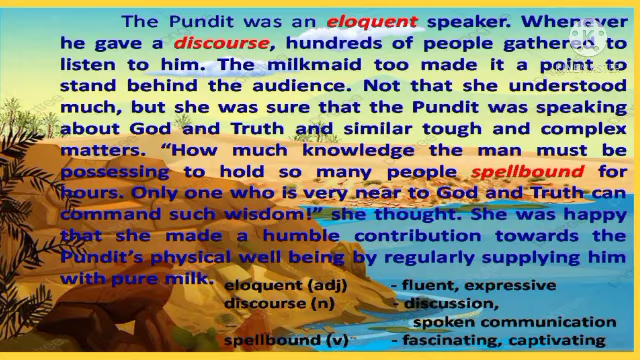 The Pundit was an eloquent speaker. Whenever
he gave a discourse, hundreds of people gathered to
listen to him. The milkmaid too made it a point to
stand behind the audience. Not that she understood
much, but she was sure that the Pundit was speaking
about God and Truth and similar tough and complex
matters. “How much knowledge the man must be
possessing to hold so many people spellbound for
hours. Only one who is very near to God and Truth can
command such wisdom!” she thought. She was happy
that she made a humble contribution towards the
Pundit’s physical well being by regularly supplying him
with pure milk.
eloquent (adj) - fluent, expressive
discourse (n) - discussion,
spoken communication
spellbound (v) - fascinating, captivating